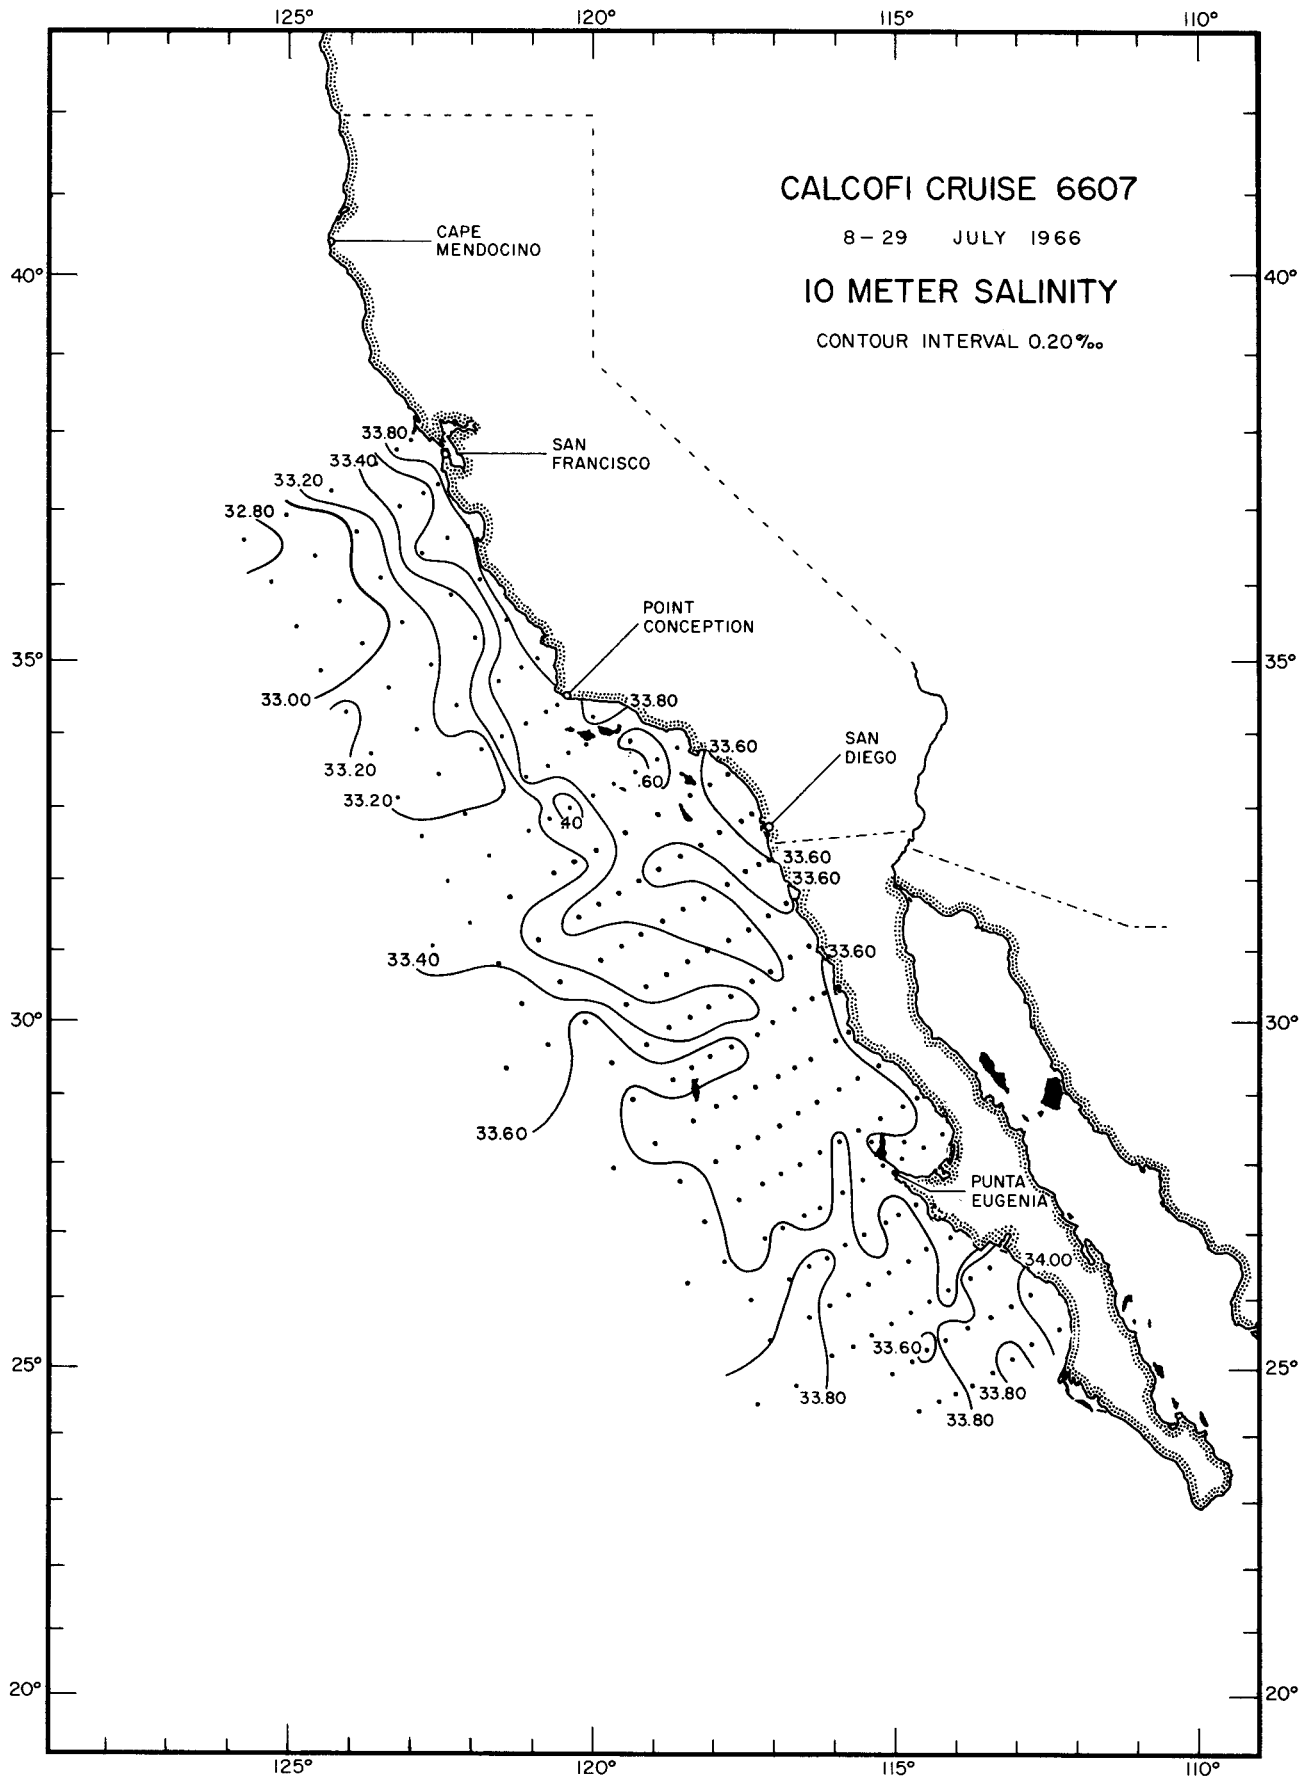 125° 120° 115° 110°
CALCOFI CRUISE 6607
8–29 JULY 1966
10 METER SALINITY
CONTOUR INTERVAL 0.20‰
CAPE
MENDOCINO
40° 40°
33.80
SAN
FRANCISCO
33.40
33.20
32.80
POINT
CONCEPTION
35° 35°
33.00
33.80
33.60
SAN
DIEGO
33.20
.60
33.20
.40
33.60
33.60
33.60
33.40
30° 30°
33.60
PUNTA
EUGENIA
34.00
33.60
25° 25°
33.80
33.80
33.80
20° 20°
125° 120° 115° 110°